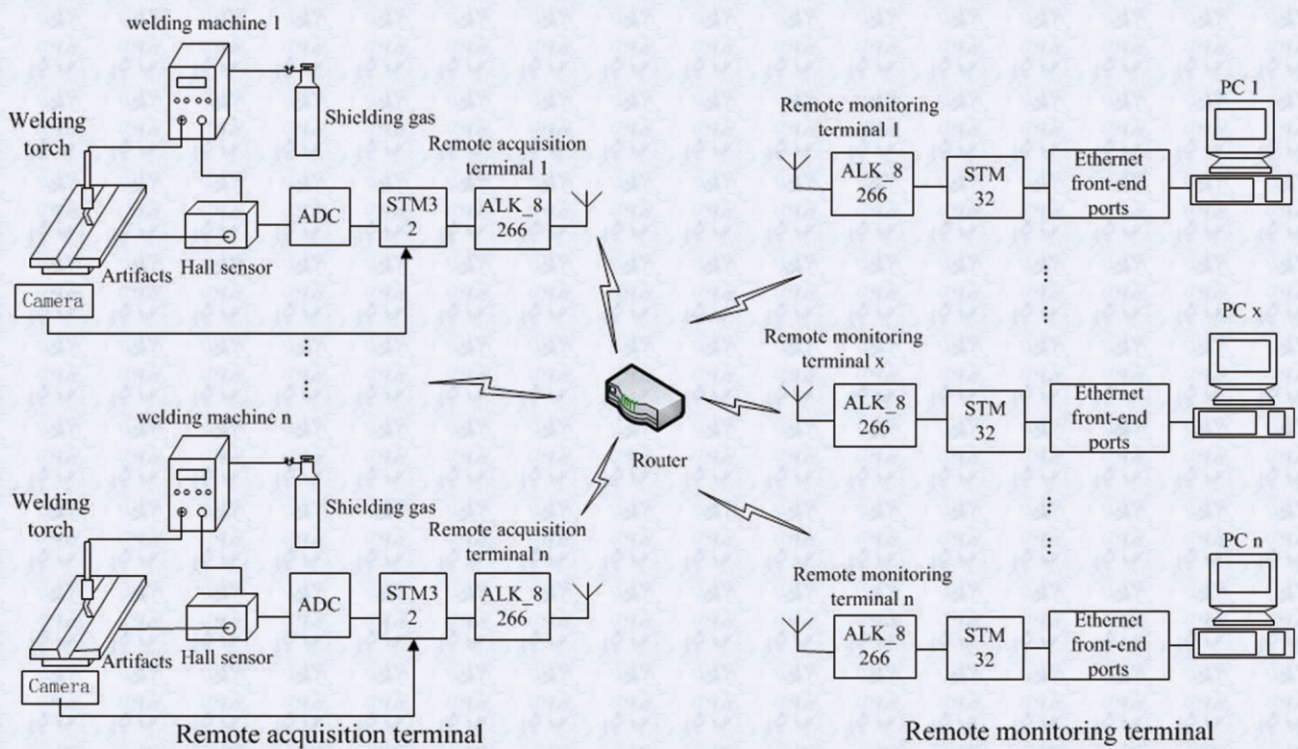 welding machine 1
Welding
torch
Shielding gas
Remote acquisition
terminal 1
ADC
STM3
2
ALK_8
266
Artifacts
Hall sensor
Camera
welding machine n
Welding
torch
Shielding gas
Remote acquisition
terminal n
ADC
STM3
2
ALK_8
266
Artifacts
Hall sensor
Camera
Remote acquisition terminal
Router
Remote monitoring
terminal 1
ALK_8
266
STM
32
Ethernet
front-end
ports
PC 1
Remote monitoring
terminal x
ALK_8
266
STM
32
Ethernet
front-end
ports
PC x
Remote monitoring
terminal n
ALK_8
266
STM
32
Ethernet
front-end
ports
PC n
Remote monitoring terminal